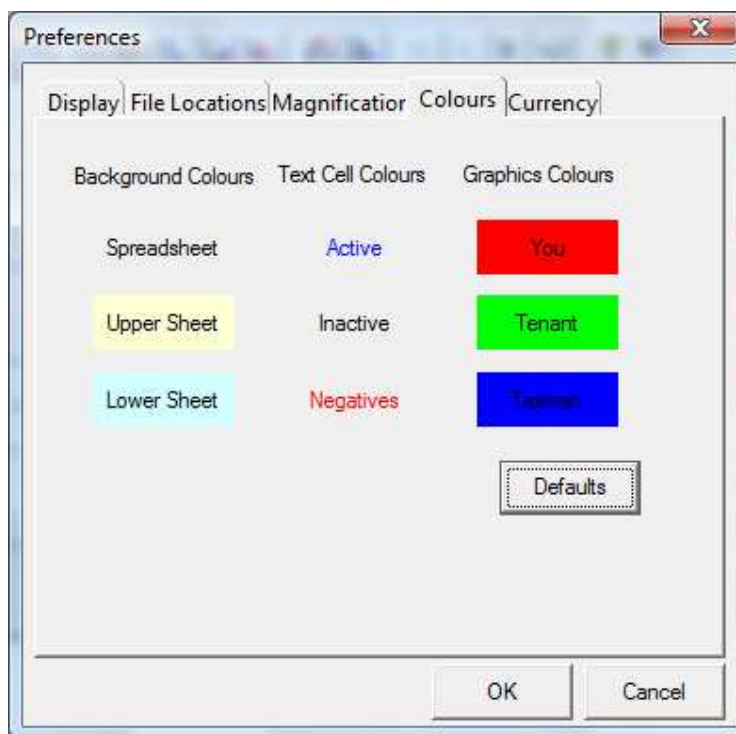 Preferences
Display File Locations Magnification Colours Currency
Background Colours Text Cell Colours Graphics Colours
Spreadsheet Active You
Upper Sheet Inactive Tenant
Lower Sheet Negatives
Defaults
OK Cancel